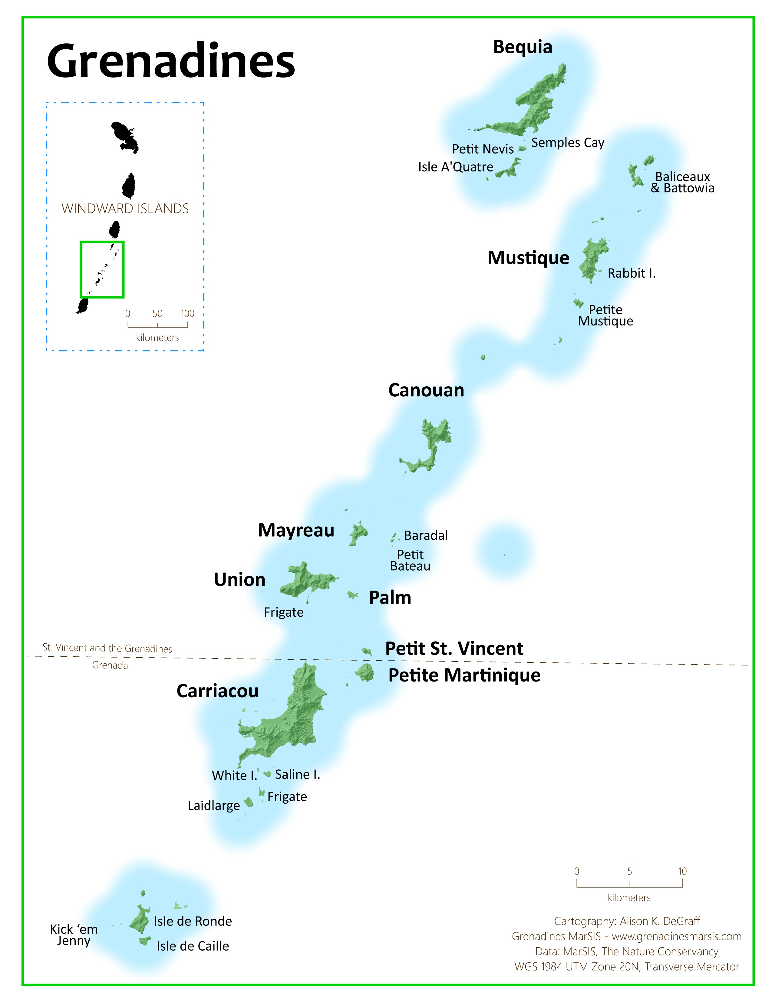 Grenadines
WINDWARD ISLANDS
0 50 100
kilometers
Bequia
Semples Cay
Petit Nevis
Isle A'Quatre
Baliceaux
& Battowia
Mustique
Rabbit I.
Petite
Mustique
Canouan
Mayreau
Baradal
Petit
Bateau
Union
Palm
Frigate
St. Vincent and the Grenadines
Grenada
Petit St. Vincent
Petite Martinique
Carriacou
White I.
Saline I.
Frigate
Laidlarge
Isle de Ronde
Kick ‘em
Jenny
Isle de Caille
0 5 10
kilometers
Cartography: Alison K. DeGraff
Grenadines MarSIS - www.grenadinesmarsis.com
Data: MarSIS, The Nature Conservancy
WGS 1984 UTM Zone 20N, Transverse Mercator